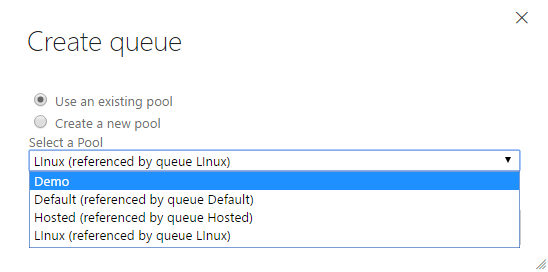 Create queue
Use an existing pool
Create a new pool
Select a Pool
LInux (referenced by queue LInux)
Demo
Default (referenced by queue Default)
Hosted (referenced by queue Hosted)
LInux (referenced by queue LInux)